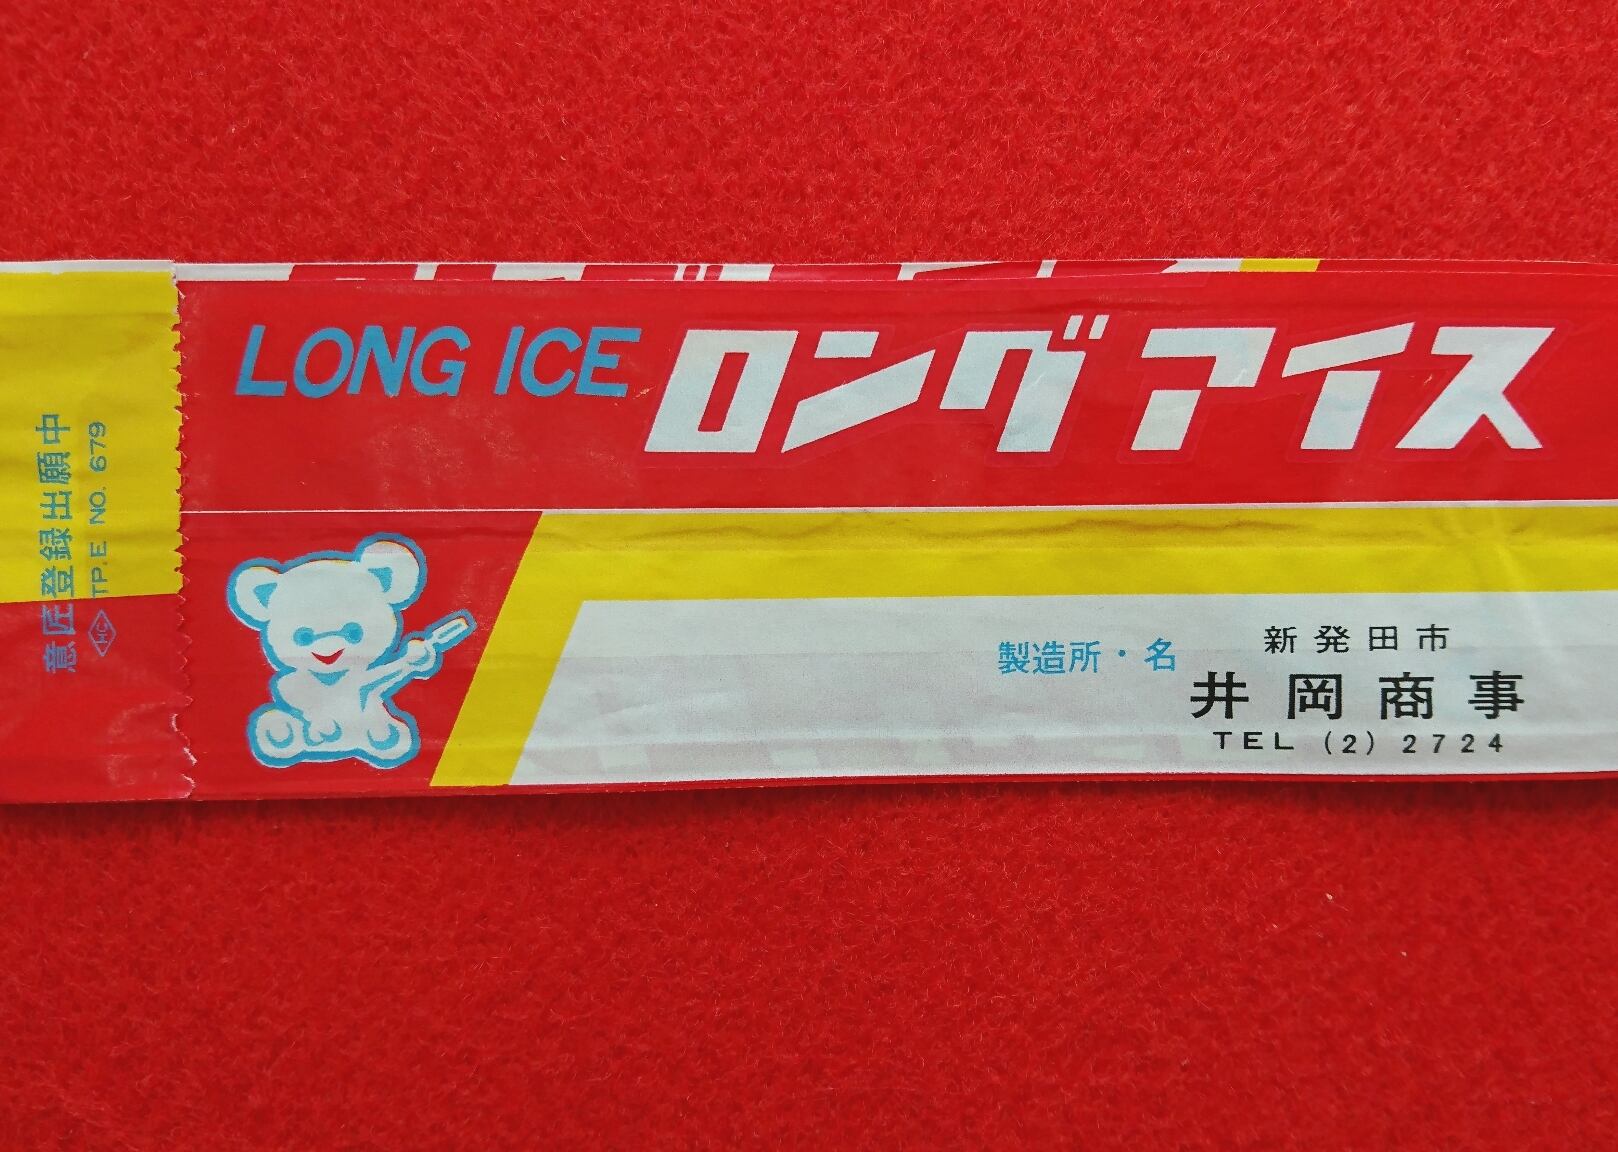 LONG ICE ロングアイス
製造所・名
新発田市
井岡商事
TEL (2) 2724
意匠登録出願中
HC TP.E NO. 679